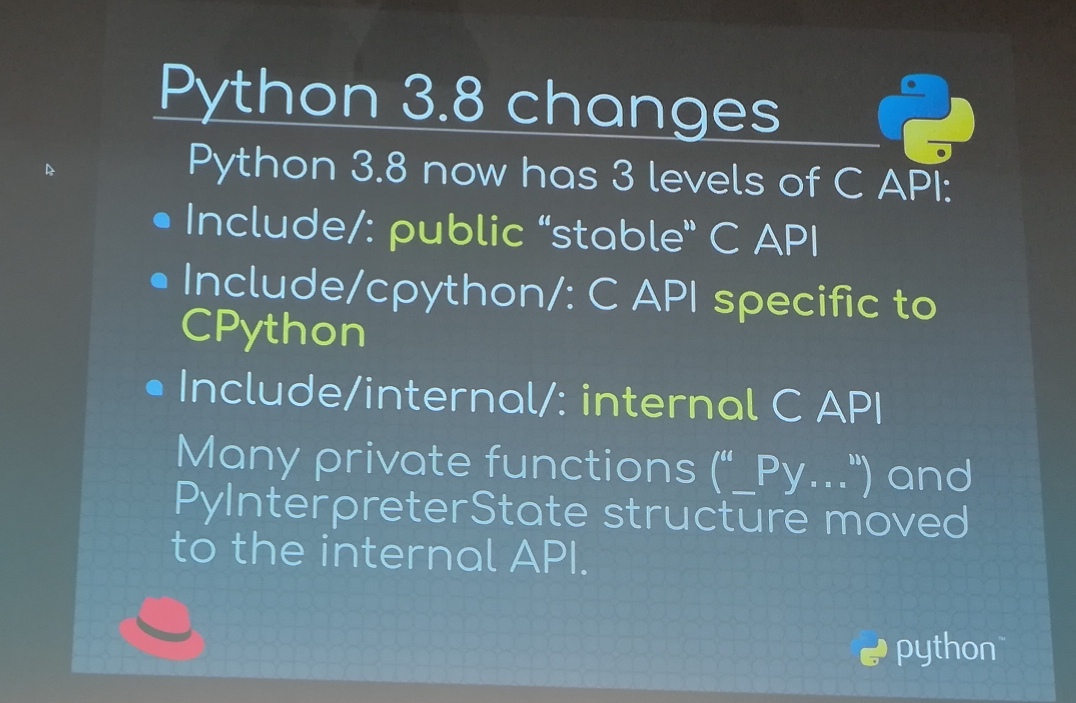 Python 3.8 changes
Python 3.8 now has 3 levels of C API:
Include/: public “stable” C API
Include/cpython/: C API specific to
CPython
Include/internal/: internal C API
Many private functions (“_Py...”) and
PyInterpreterState structure moved
to the internal API.
python™